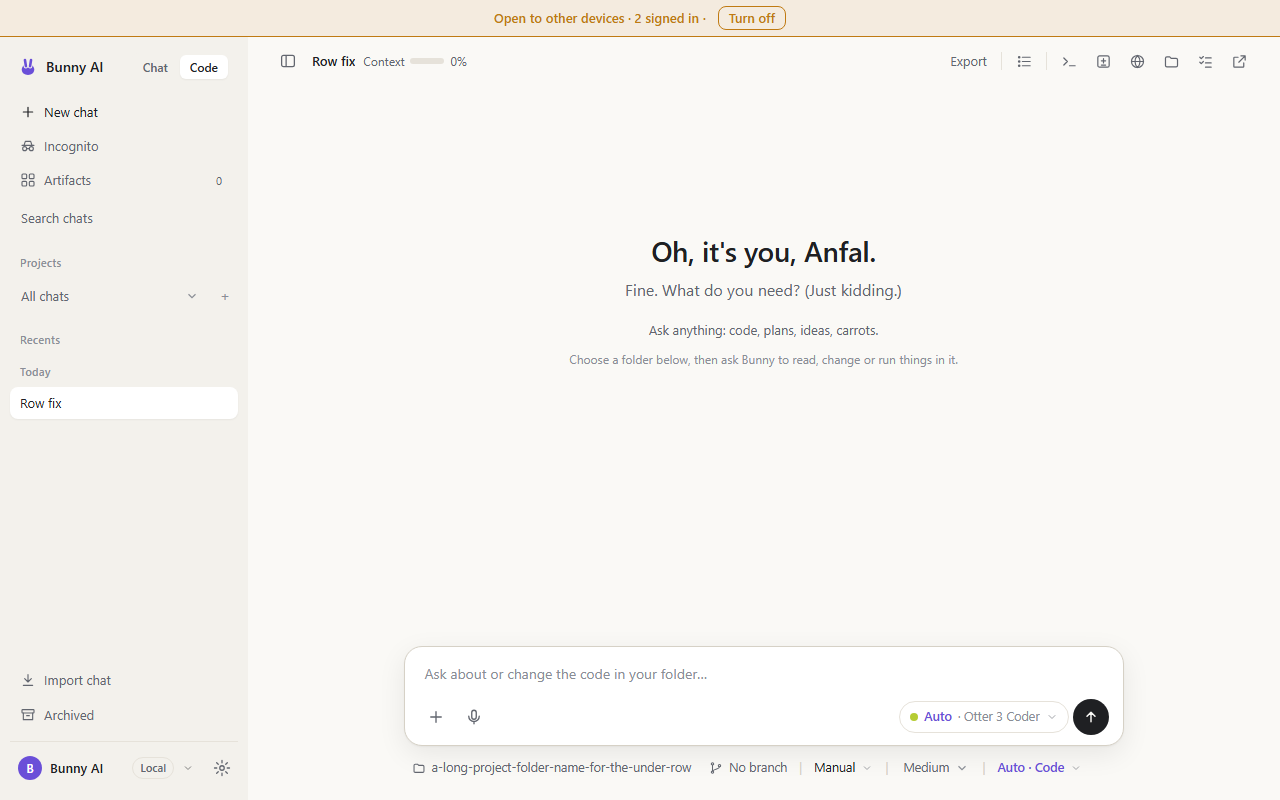 Open to other devices · 2 signed in · Turn off
Bunny AI Chat Code
New chat
Incognito
Artifacts 0
Search chats
Projects
All chats +
Recents
Today
Row fix
Import chat
Archived
B Bunny AI Local
Row fix Context 0% Export
Oh, it's you, Anfal.
Fine. What do you need? (Just kidding.)
Ask anything: code, plans, ideas, carrots.
Choose a folder below, then ask Bunny to read, change or run things in it.
Ask about or change the code in your folder...
Auto · Otter 3 Coder
a-long-project-folder-name-for-the-under-row No branch | Manual | Medium | Auto · Code